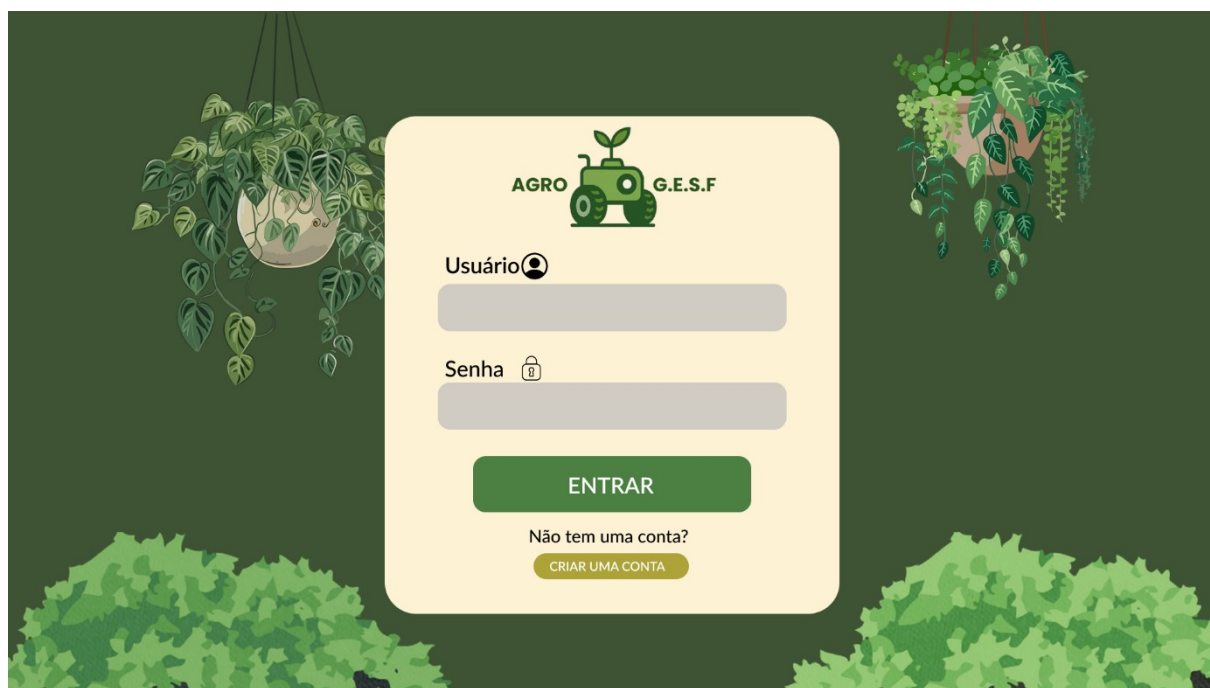 AGRO G.E.S.F
Usuário
Senha
ENTRAR
Não tem uma conta?
CRIAR UMA CONTA